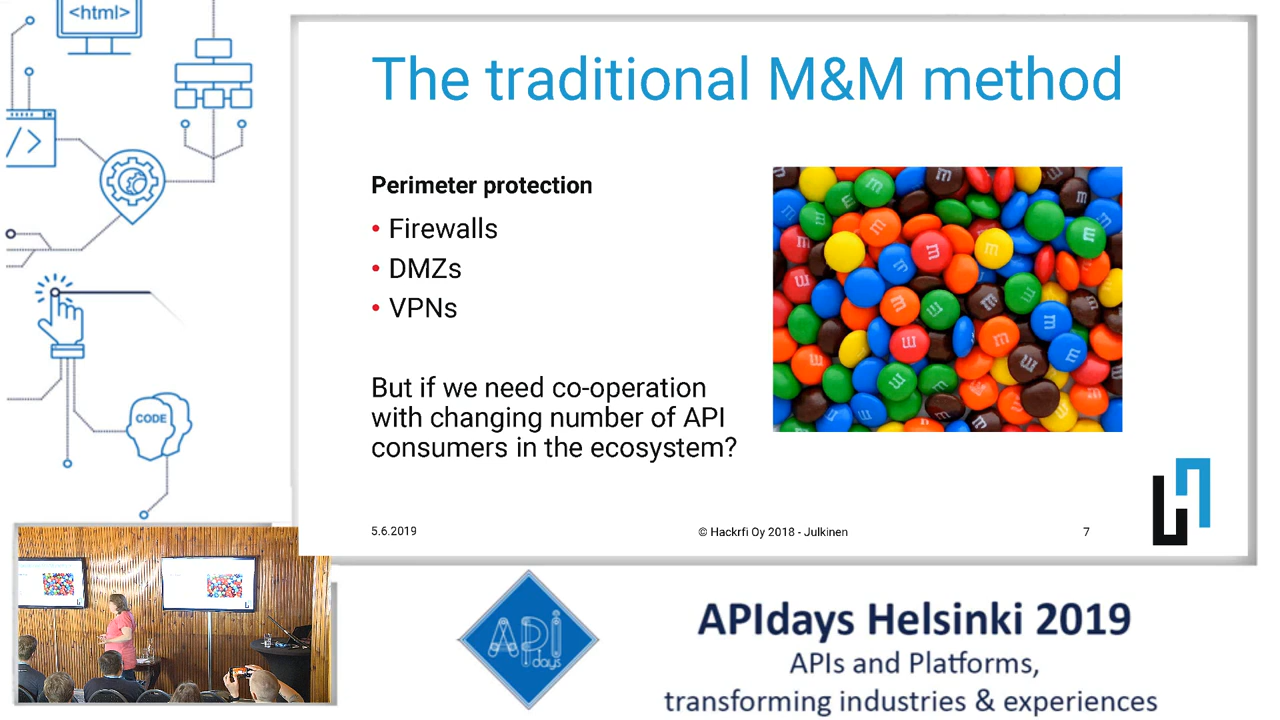 <html>
The traditional M&M method
</>
Perimeter protection
• Firewalls
• DMZs
• VPNs
But if we need co-operation
with changing number of API
consumers in the ecosystem?
CODE
5.6.2019
© Hackrfi Oy 2018 - Julkinen
7
API
days
APIdays Helsinki 2019
APIs and Platforms,
transforming industries & experiences